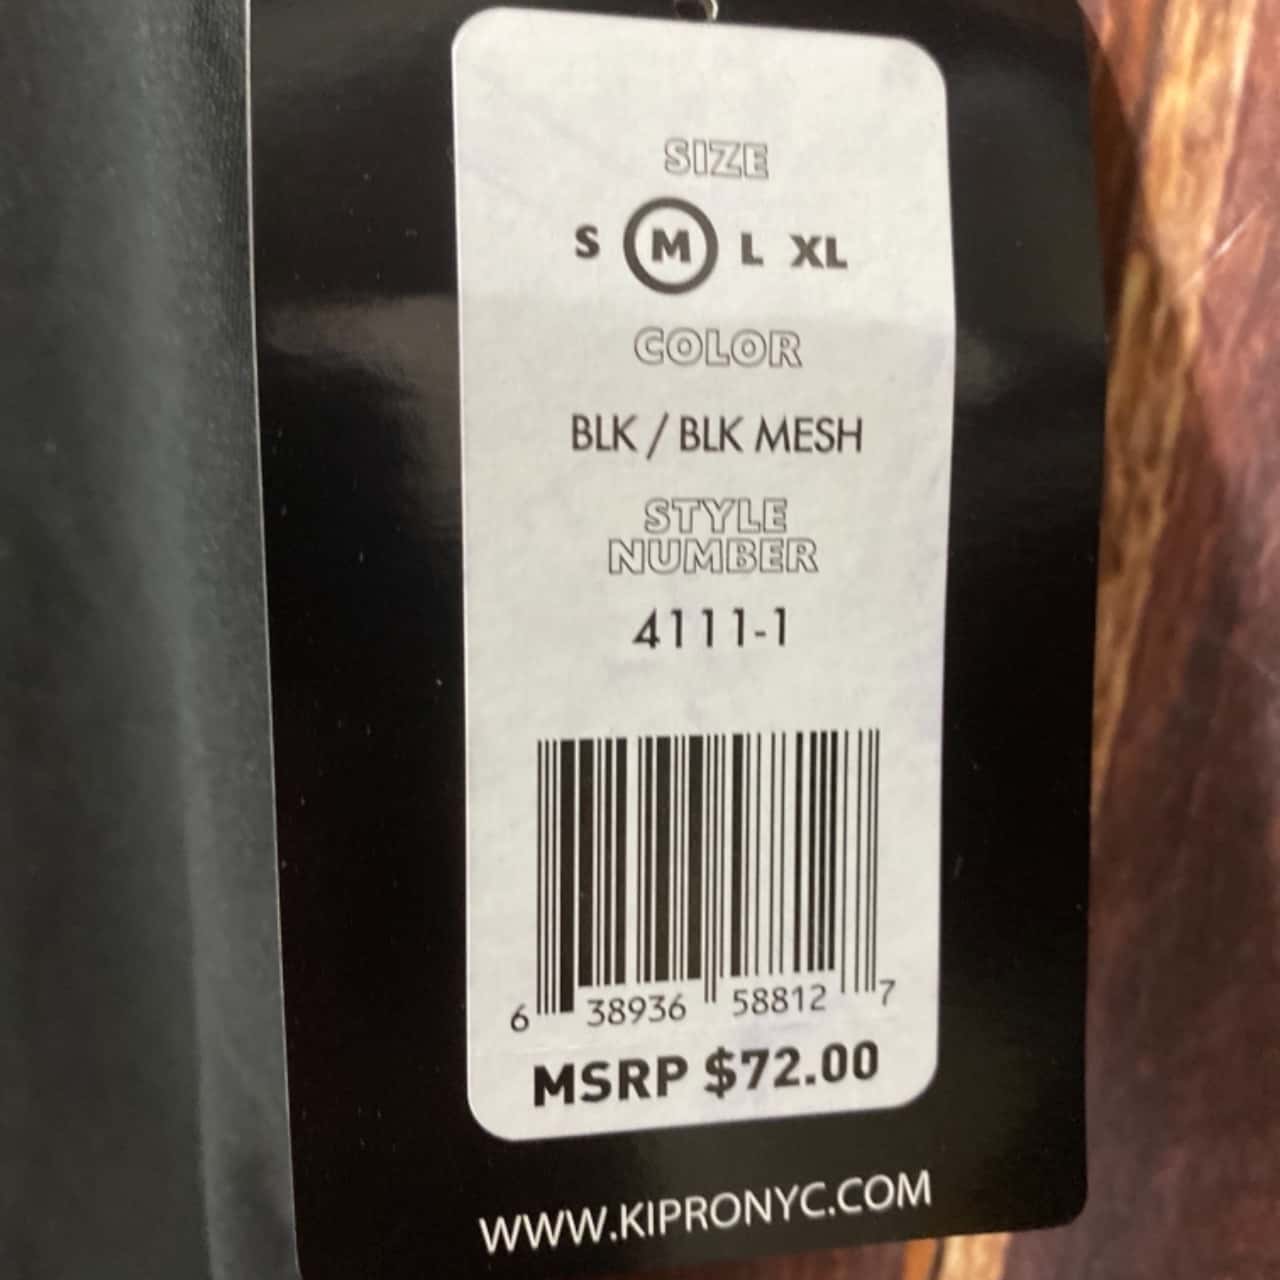 SIZE
S M L XL
COLOR
BLK / BLK MESH
STYLE
NUMBER
4111-1
6 38936 58812 7
MSRP $72.00
WWW.KIPRONYC.COM